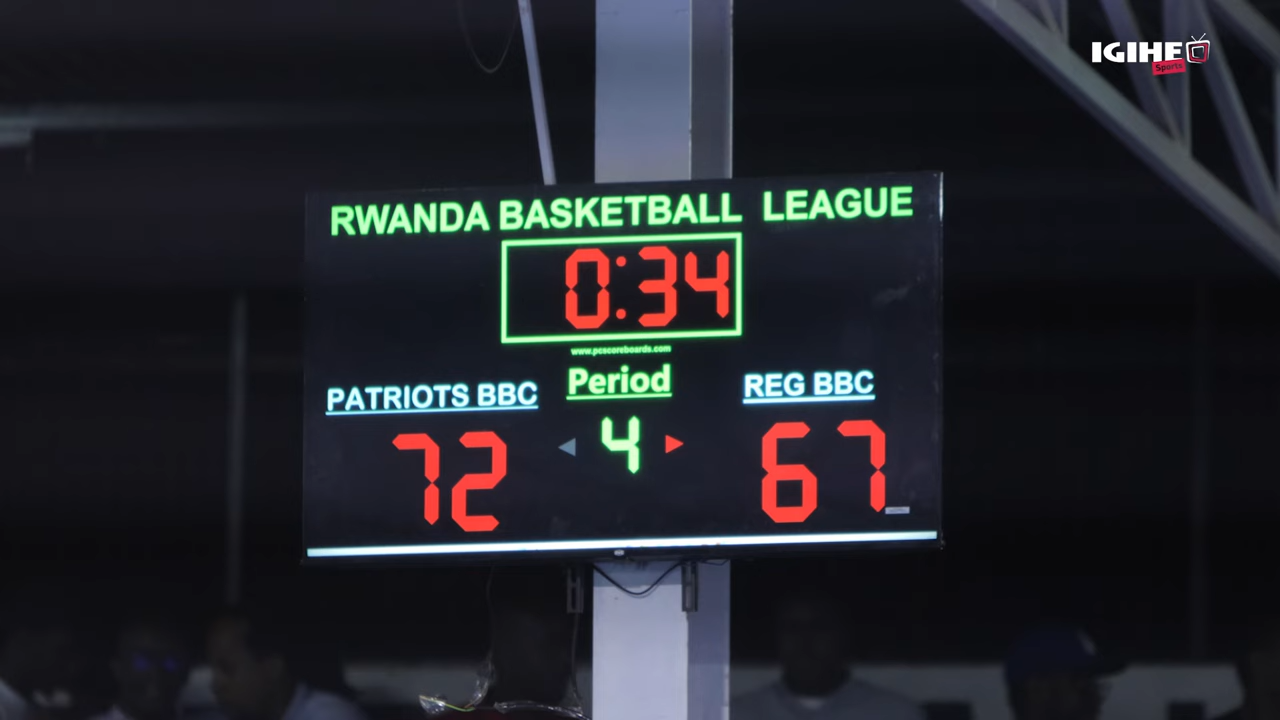 IGIHE
Sports
RWANDA BASKETBALL LEAGUE
0:34
www.pcscoreboards.com
Period
PATRIOTS BBC
REG BBC
72
4
67